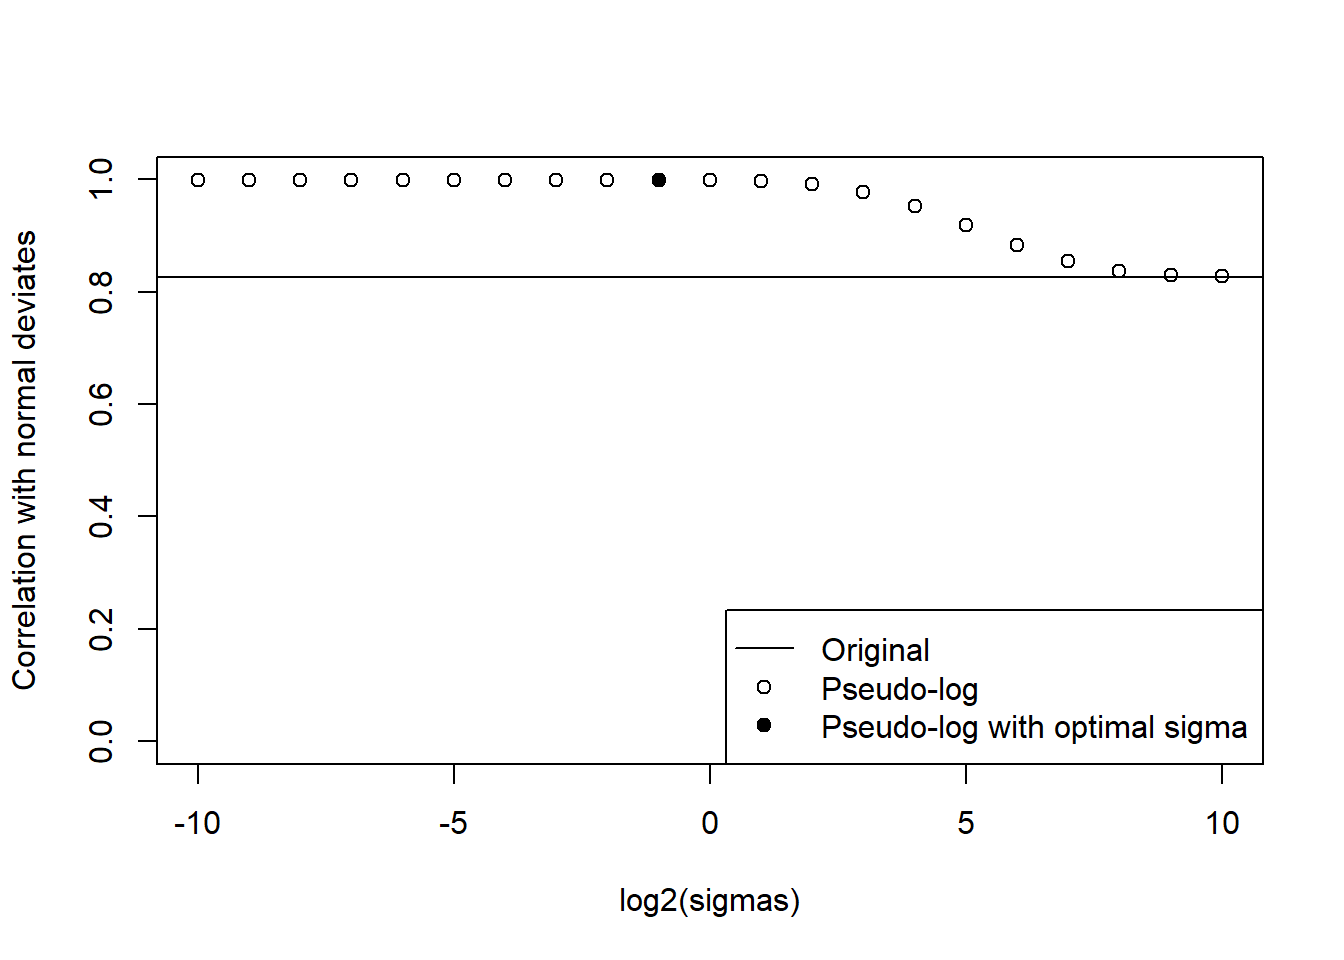 Correlation with normal deviates
1.0
0.8
0.6
0.4
0.2
0.0
Original
Pseudo-log
Pseudo-log with optimal sigma
-10 -5 0 5 10
log2(sigmas)